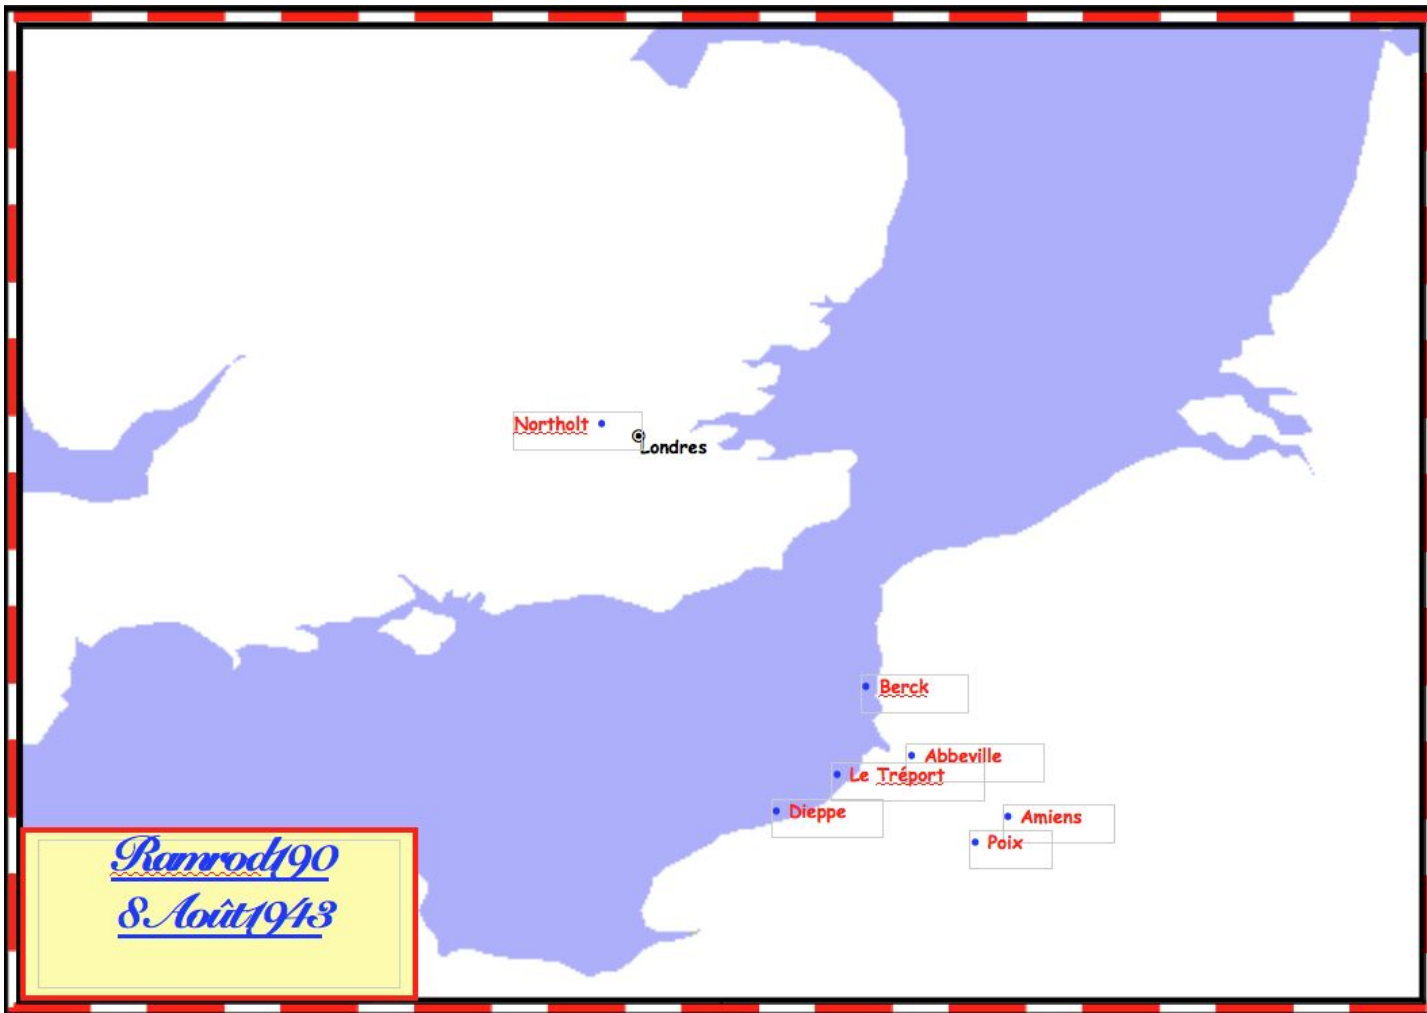 Northolt
Londres
Berck
Abbeville
Le Tréport
Dieppe
Amiens
Poix
Ramrod190
8Août1943